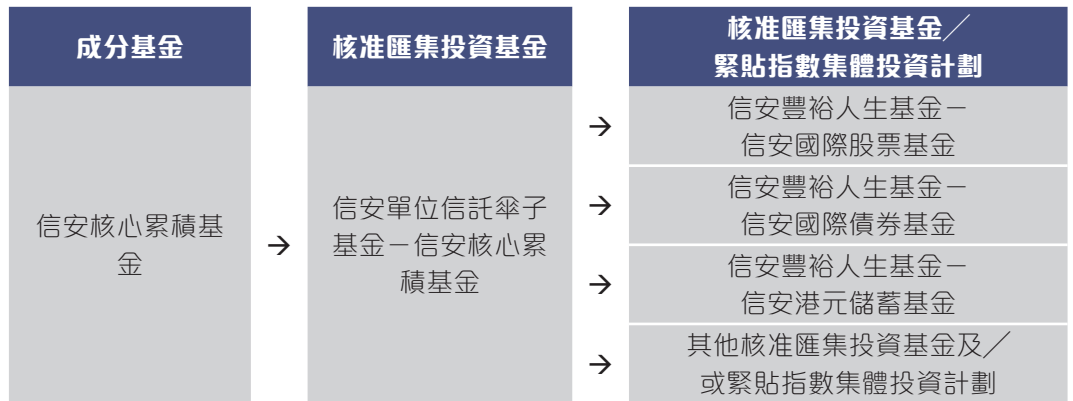 成分基金
核准匯集投資基金
核准匯集投資基金╱
緊貼指數集體投資計劃
信安核心累積基
金
→
信安單位信託傘子
基金－信安核心累
積基金
→
信安豐裕人生基金－
信安國際股票基金
→
信安豐裕人生基金－
信安國際債券基金
→
信安豐裕人生基金－
信安港元儲蓄基金
→
其他核准匯集投資基金及╱
或緊貼指數集體投資計劃